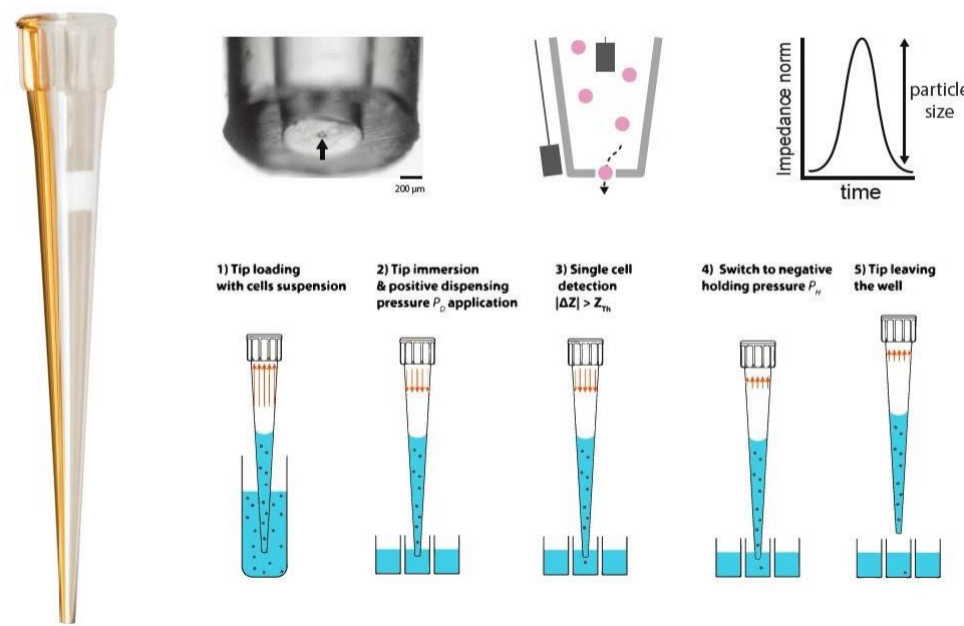 200 µm
Impedance norm
particle
size
time
1) Tip loading
with cells suspension
2) Tip immersion
& positive dispensing
pressure P_D application
3) Single cell
detection
|ΔZ| > Z_Th
4) Switch to negative
holding pressure P_H
5) Tip leaving
the well